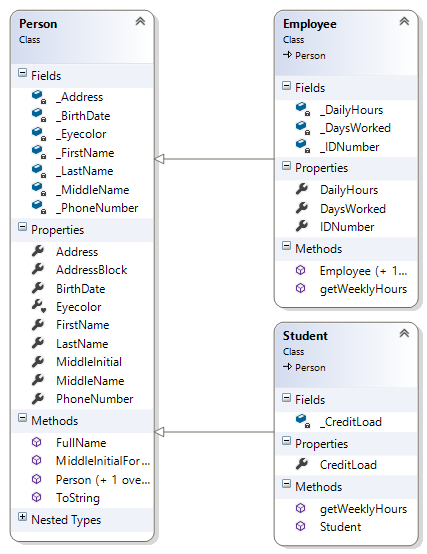 Person
Class
Fields
_Address
_BirthDate
_Eyecolor
_FirstName
_LastName
_MiddleName
_PhoneNumber
Properties
Address
AddressBlock
BirthDate
Eyecolor
FirstName
LastName
MiddleInitial
MiddleName
PhoneNumber
Methods
FullName
MiddleInitialFor...
Person (+ 1 ove...
ToString
Nested Types
Employee
Class
Person
Fields
_DailyHours
_DaysWorked
_IDNumber
Properties
DailyHours
DaysWorked
IDNumber
Methods
Employee (+ 1...
getWeeklyHours
Student
Class
Person
Fields
_CreditLoad
Properties
CreditLoad
Methods
getWeeklyHours
Student